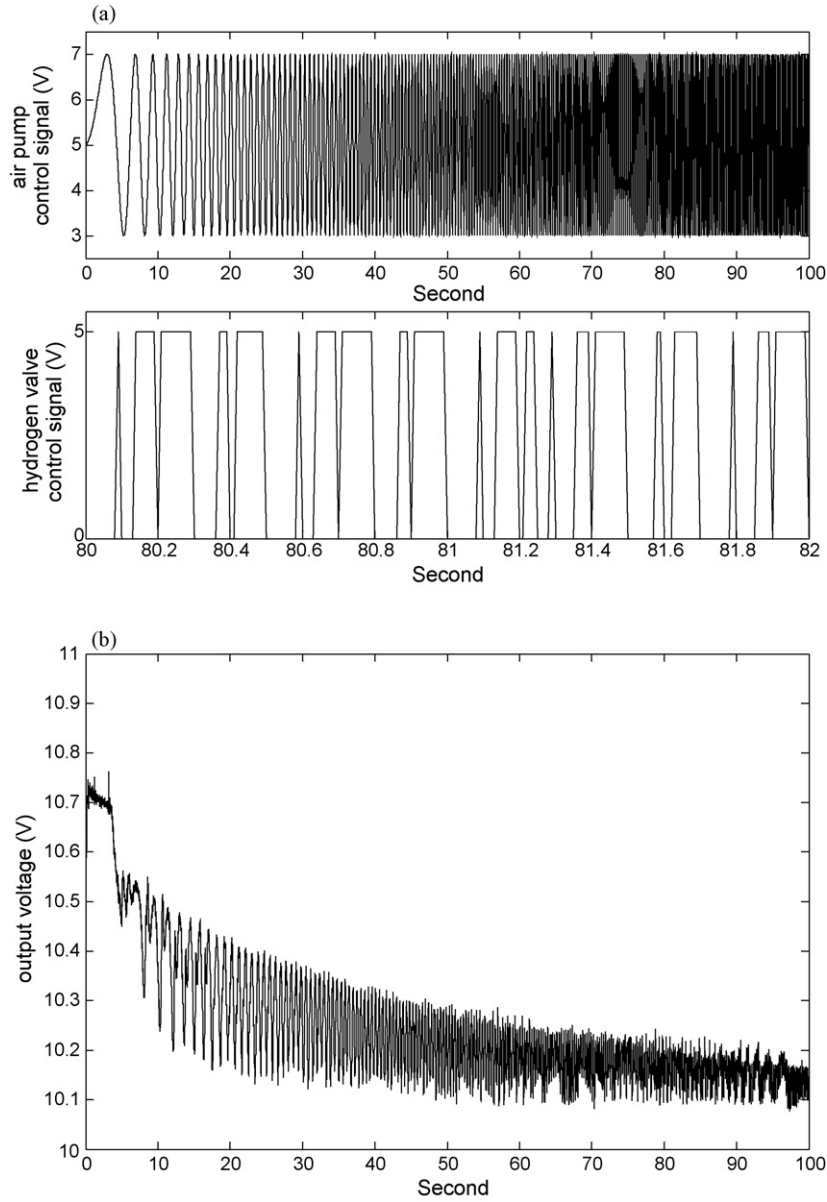 (a)
7
6
5
4
3
air pump
control signal (V)
0 10 20 30 40 50 60 70 80 90 100
Second
5
0
hydrogen valve
control signal (V)
80 80.2 80.4 80.6 80.8 81 81.2 81.4 81.6 81.8 82
Second
(b)
11
10.9
10.8
10.7
10.6
10.5
10.4
10.3
10.2
10.1
10
output voltage (V)
0 10 20 30 40 50 60 70 80 90 100
Second